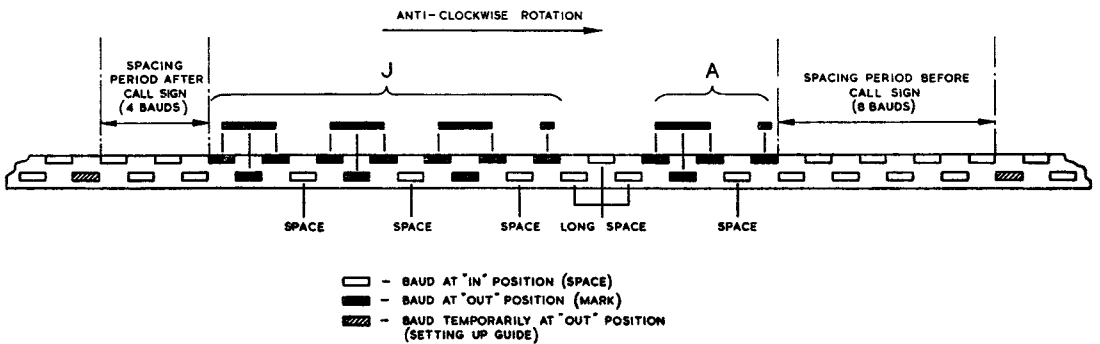 ANTI-CLOCKWISE ROTATION
SPACING
PERIOD AFTER
CALL SIGN
(4 BAUDS)
J
A
SPACING PERIOD BEFORE
CALL SIGN
(8 BAUDS)
SPACE
SPACE
SPACE
LONG SPACE
SPACE
- BAUD AT "IN" POSITION (SPACE)
- BAUD AT "OUT" POSITION (MARK)
- BAUD TEMPORARILY AT "OUT" POSITION
(SETTING UP GUIDE)